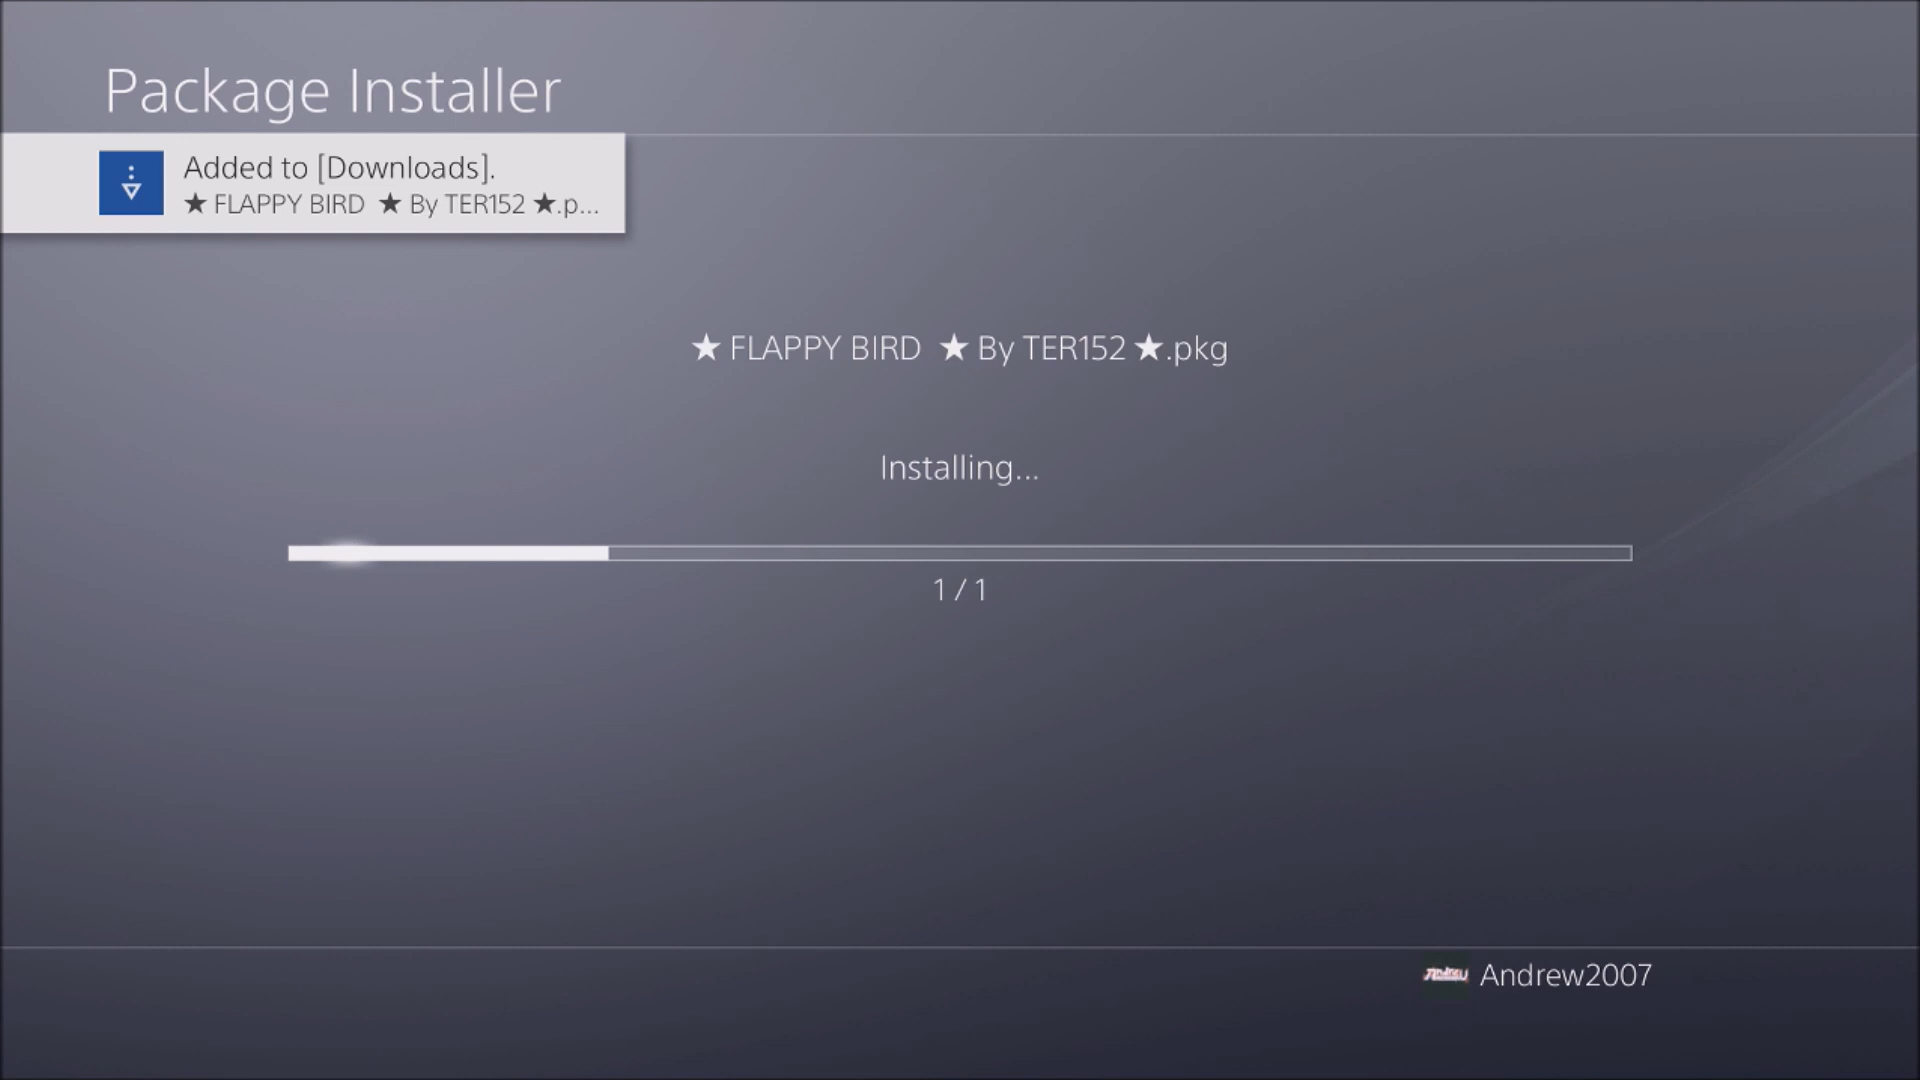 Package Installer
Added to [Downloads].
★ FLAPPY BIRD ★ By TER152 ★.p...
★ FLAPPY BIRD ★ By TER152 ★.pkg
Installing...
1 / 1
Andrew2007